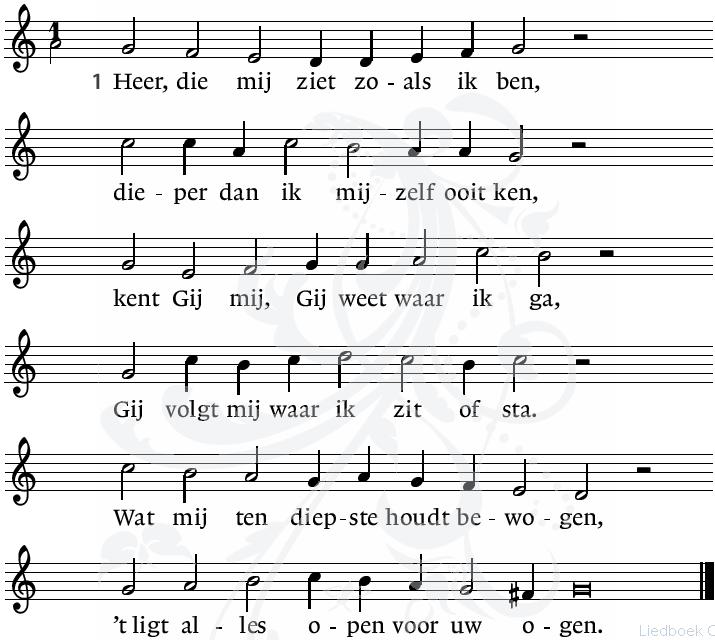 1 Heer, die mij ziet zo - als ik ben,
die - per dan ik mij - zelf ooit ken,
kent Gij mij, Gij weet waar ik ga,
Gij volgt mij waar ik zit of sta.
Wat mij ten diep - ste houdt be - wo - gen,
't ligt al - les o - pen voor uw o - gen.
Liedboek C